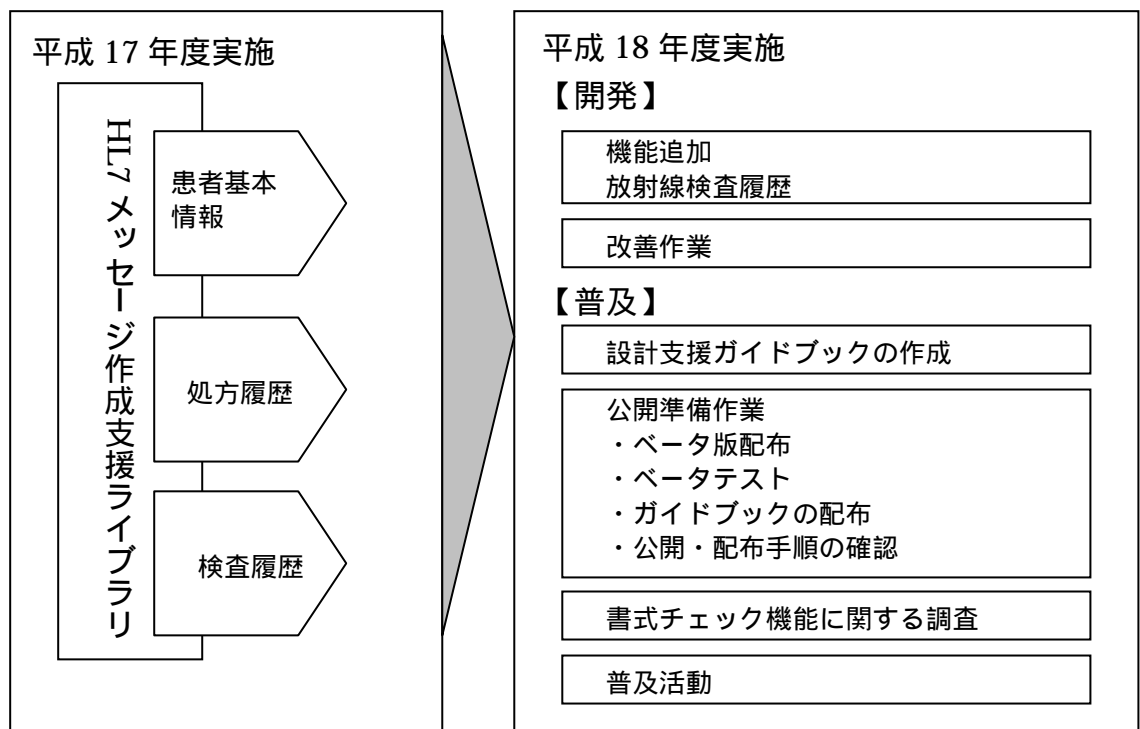 平成 17 年度実施
HL7 メッセージ作成支援ライブラリ
患者基本
情報
処方履歴
検査履歴
平成 18 年度実施
【開発】
機能追加
放射線検査履歴
改善作業
【普及】
設計支援ガイドブックの作成
公開準備作業
・ベータ版配布
・ベータテスト
・ガイドブックの配布
・公開・配布手順の確認
書式チェック機能に関する調査
普及活動